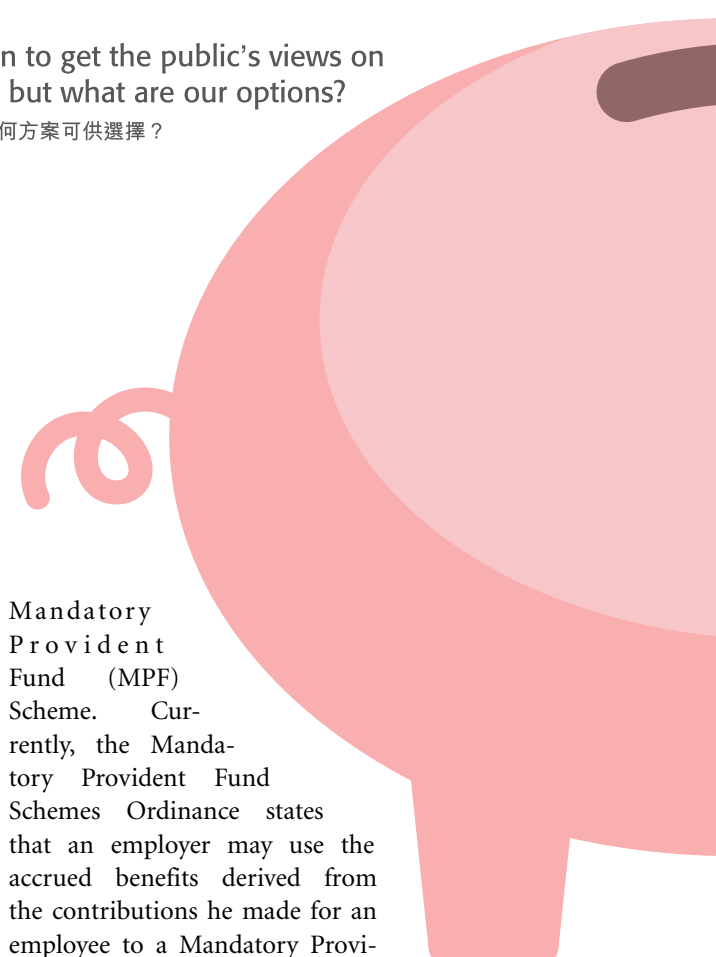 n to get the public’s views on
but what are our options?
何方案可供選擇？
Mandatory
Provident
Fund (MPF)
Scheme. Cur-
rently, the Manda-
tory Provident Fund
Schemes Ordinance states
that an employer may use the
accrued benefits derived from
the contributions he made for an
employee to a Mandatory Provi-